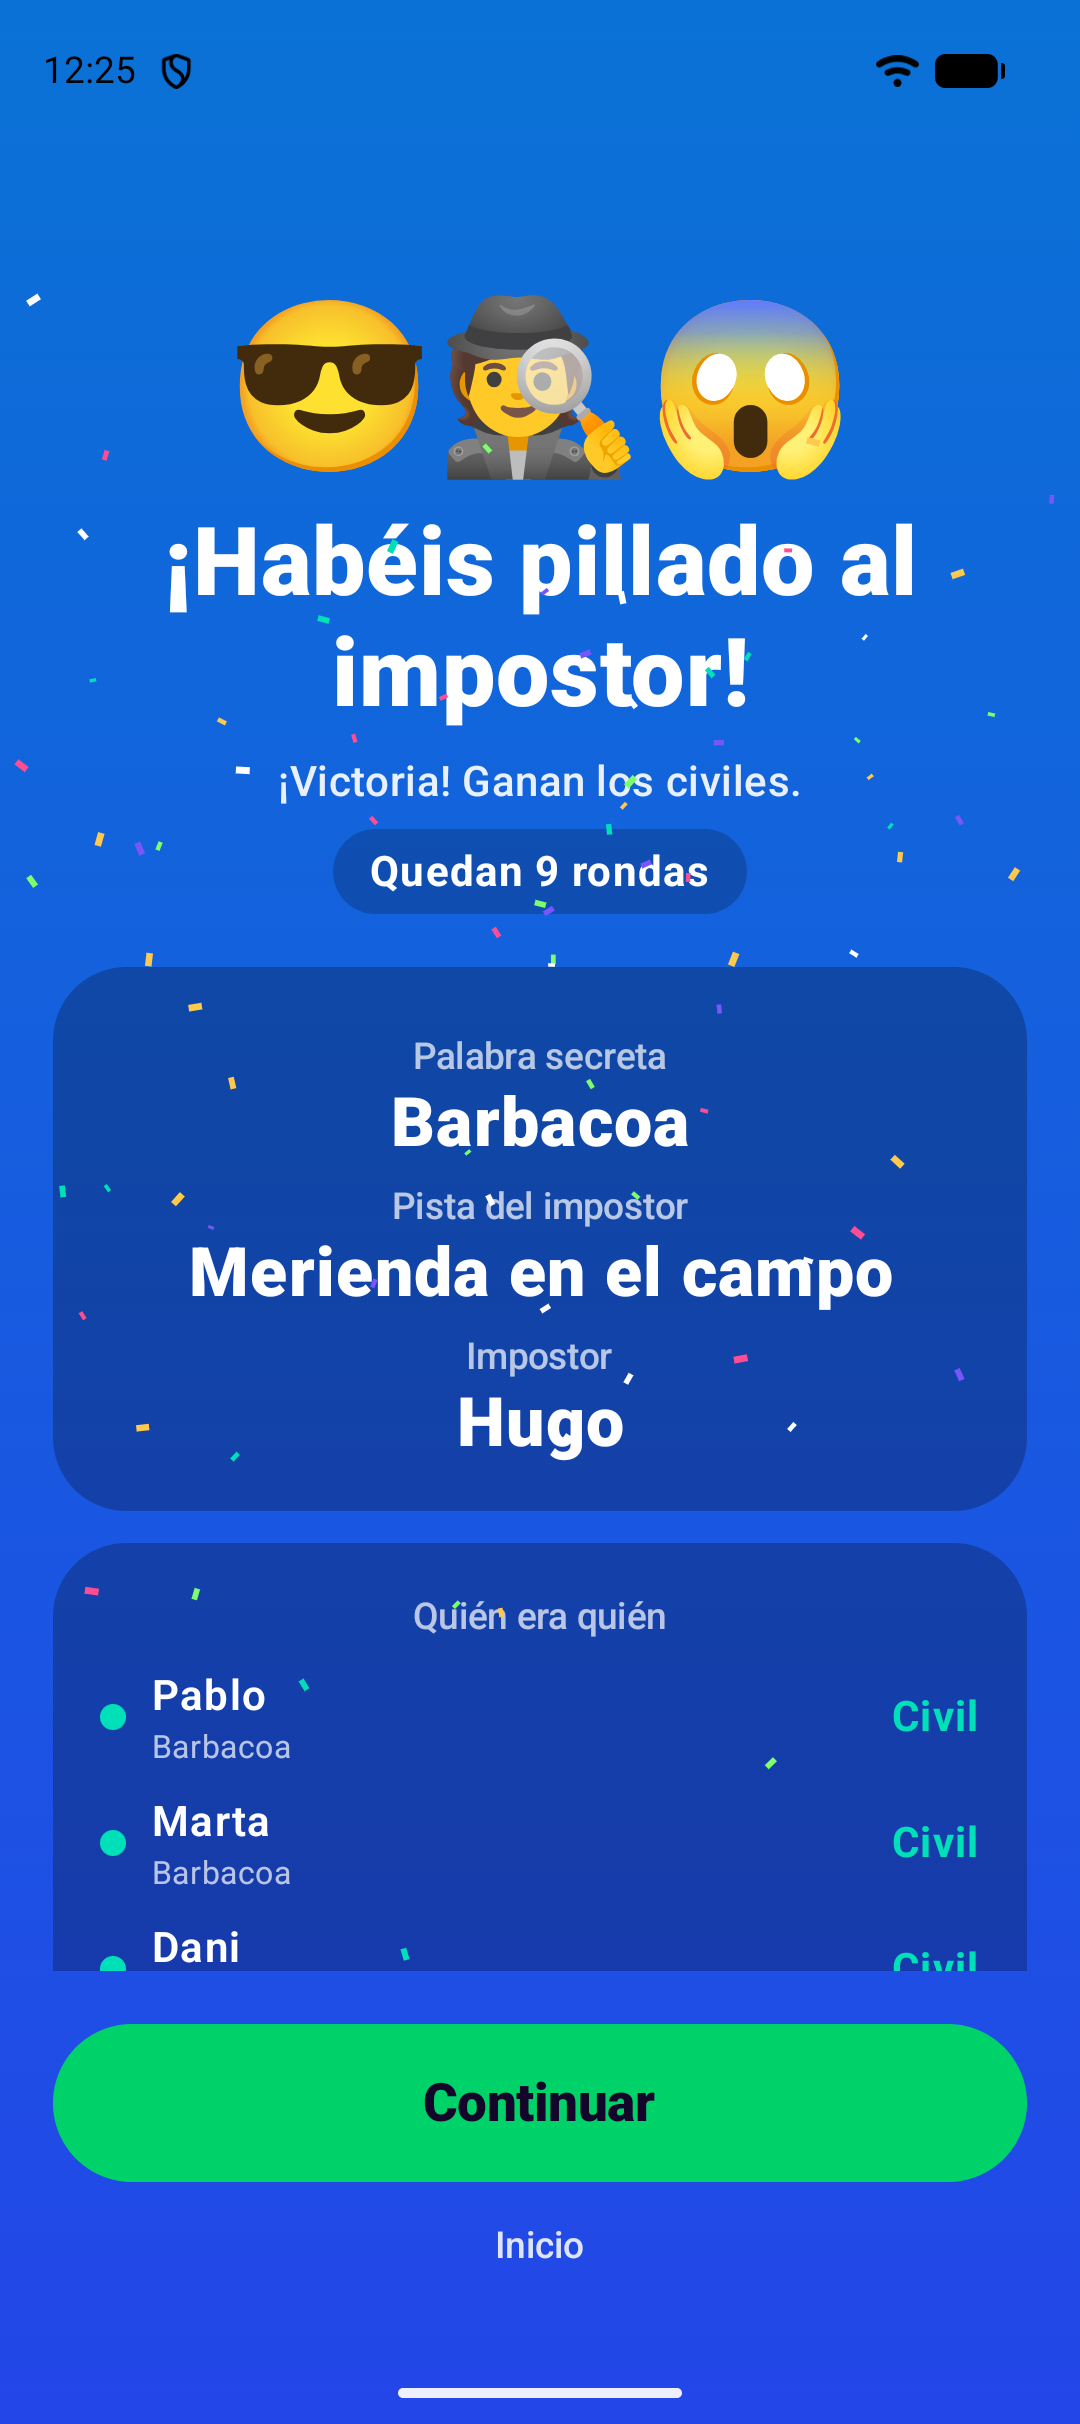 12:25
¡Habéis pillado al
impostor!
¡Victoria! Ganan los civiles.
Quedan 9 rondas
Palabra secreta
Barbacoa
Pista del impostor
Merienda en el campo
Impostor
Hugo
Quién era quién
Pablo
Barbacoa
Civil
Marta
Barbacoa
Civil
Dani
Civil
Continuar
Inicio